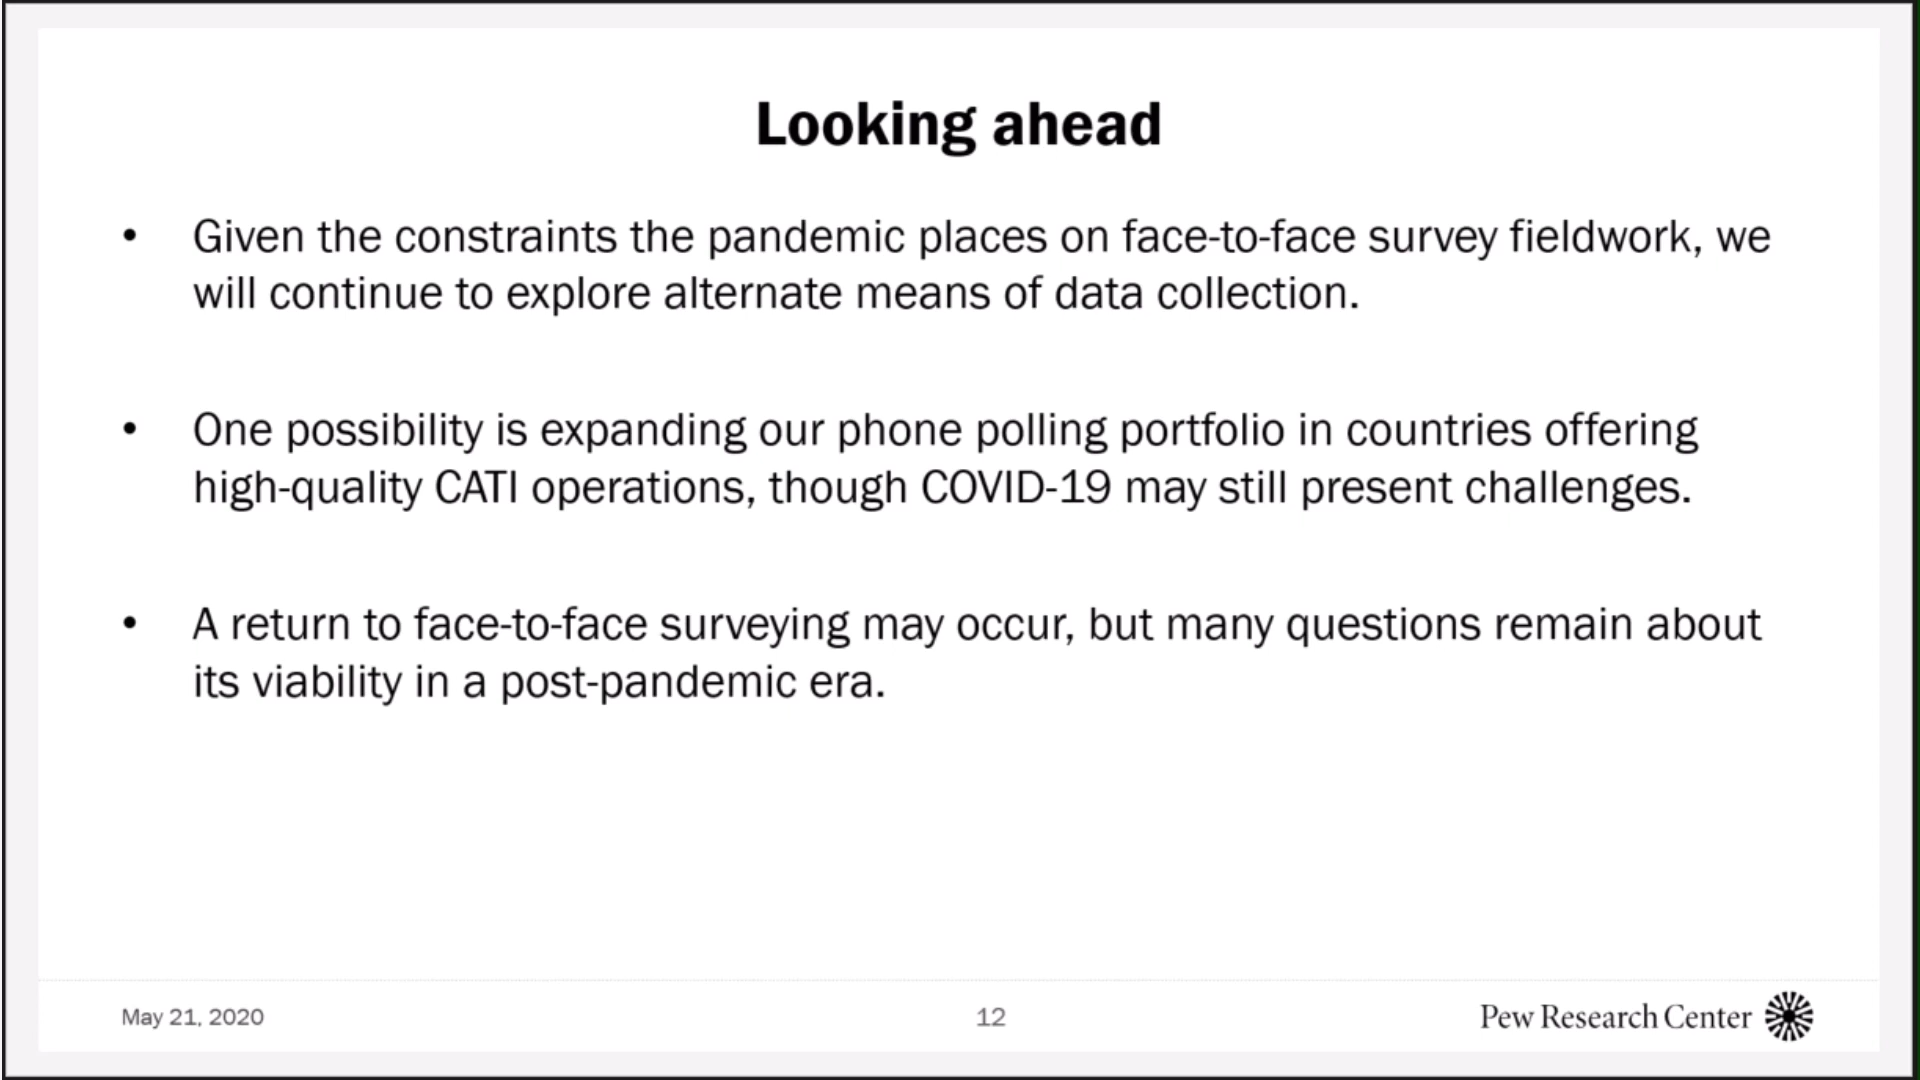 Looking ahead
• Given the constraints the pandemic places on face-to-face survey fieldwork, we
will continue to explore alternate means of data collection.
• One possibility is expanding our phone polling portfolio in countries offering
high-quality CATI operations, though COVID-19 may still present challenges.
• A return to face-to-face surveying may occur, but many questions remain about
its viability in a post-pandemic era.
May 21, 2020
12
Pew Research Center